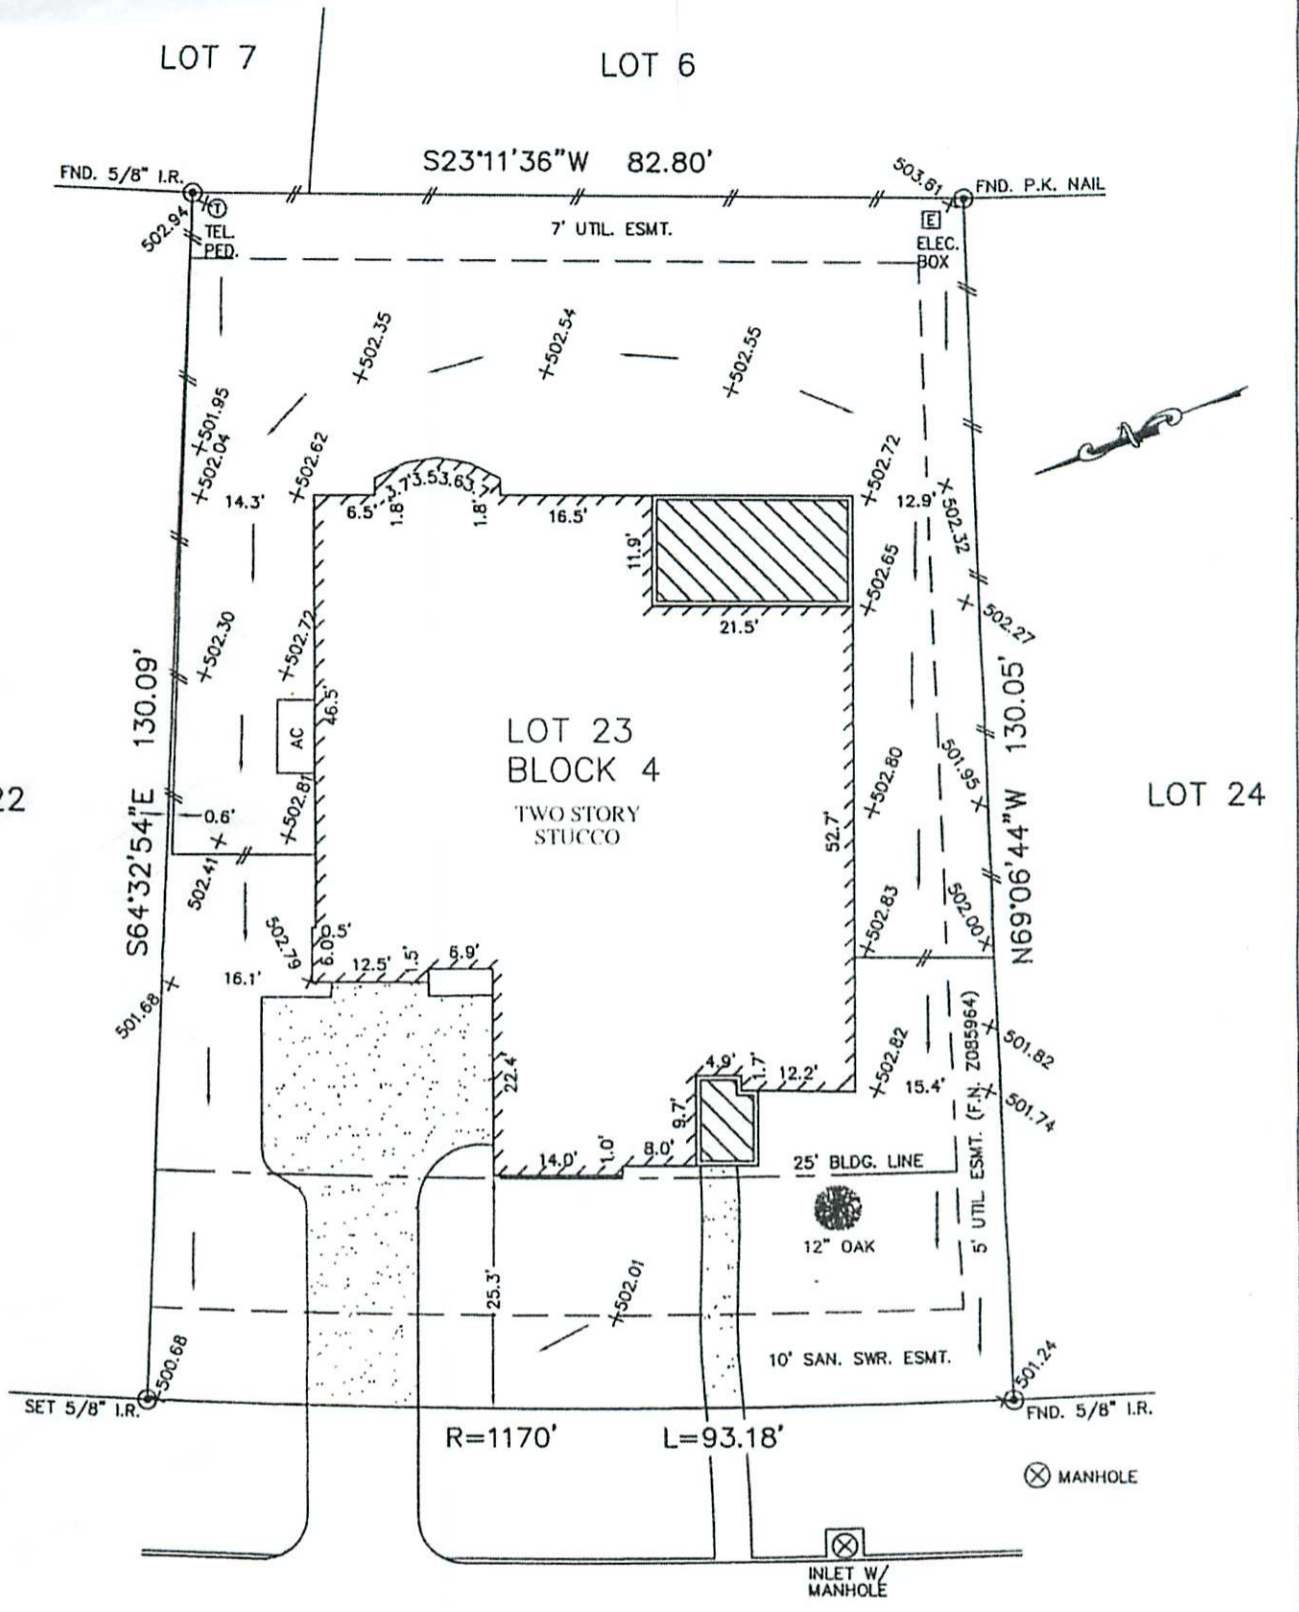 LOT 7
LOT 6
S23°11'36"W 82.80'
FND. 5/8" I.R.
503.61
FND. P.K. NAIL
502.94
T
TEL.
PED.
7' UTIL. ESMT.
E
ELEC.
BOX
502.35
502.54
502.55
501.95
502.04
502.62
502.72
14.3'
6.5'
1.8'
3.7'
3.5
3.6
3.7
1.8'
16.5'
12.9'
502.32
11.9'
502.65
21.5'
502.27
502.30
502.72
46.5'
S64°32'54"E 130.09'
N69°06'44"W 130.05'
AC
LOT 23
BLOCK 4
TWO STORY
STUCCO
22
LOT 24
0.6'
502.81
502.80
501.95
52.7'
502.41
502.79
0.5'
6.0'
502.83
502.00
16.1'
12.5'
1.5'
6.9'
501.68
22.4'
4.9'
1.7'
12.2'
502.82
15.4'
501.82
501.74
9.7'
14.0'
1.0'
8.0'
25' BLDG. LINE
5' UTIL. ESMT. (F.N. Z085964)
12" OAK
25.3'
502.01
10' SAN. SWR. ESMT.
500.68
501.24
SET 5/8" I.R.
FND. 5/8" I.R.
R=1170' L=93.18'
MANHOLE
INLET W/
MANHOLE